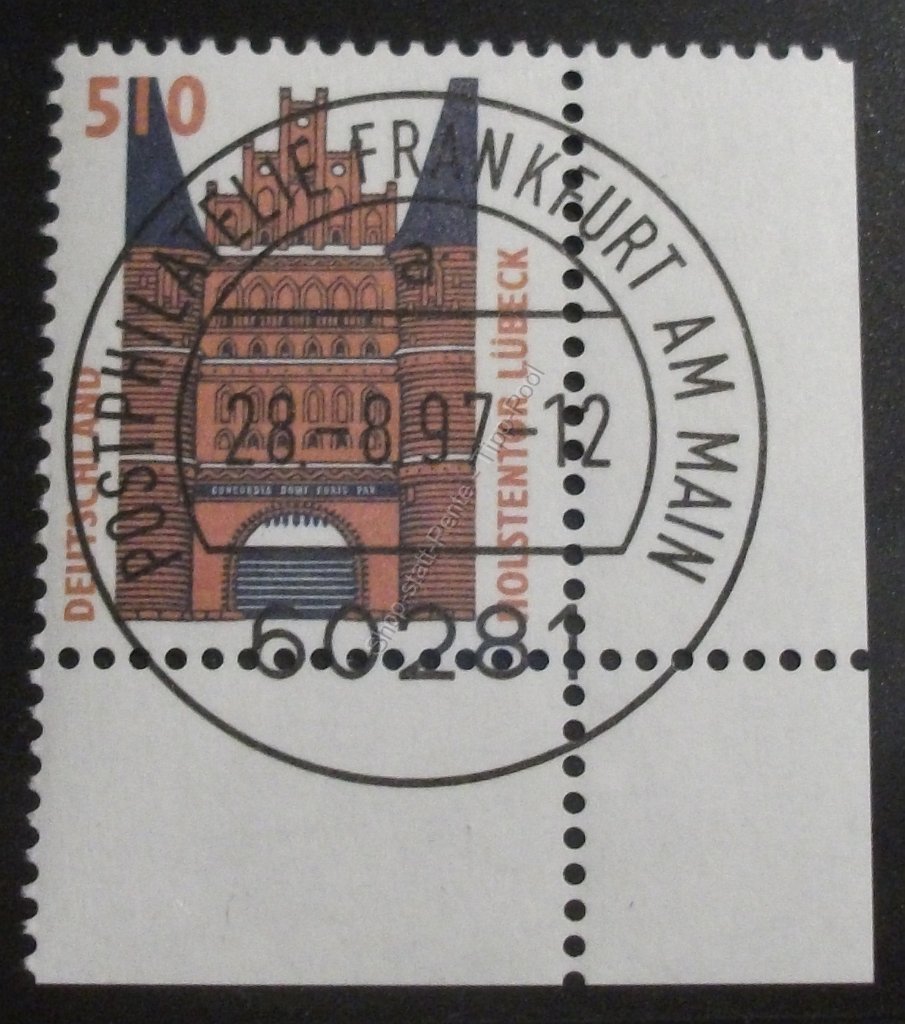 510
DEUTSCHLAND
HOLSTENTOR LÜBECK
CONCORDIA DOMI FORIS PAX
POSTPHILATELIE FRANKFURT AM MAIN
a
28.-8.97-12
60281